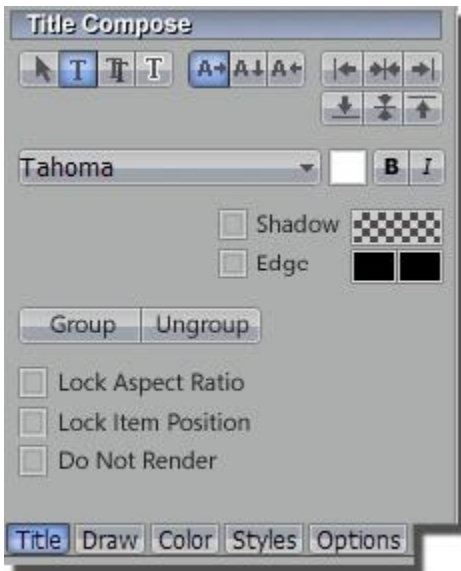 Title Compose
T T T A A A
Tahoma B I
Shadow
Edge
Group Ungroup
Lock Aspect Ratio
Lock Item Position
Do Not Render
Title Draw Color Styles Options